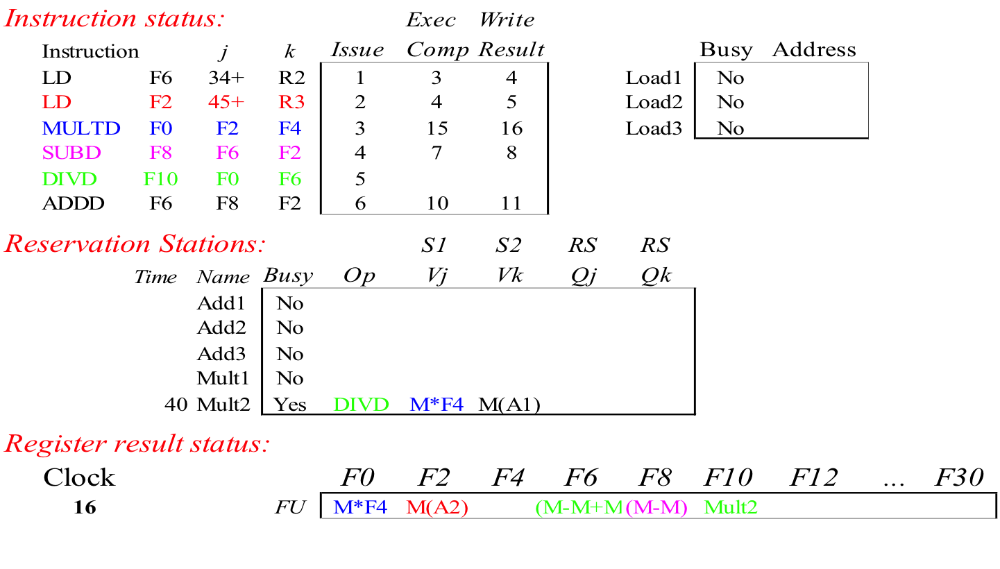 Instruction status: Exec Write
Instruction j k Issue Comp Result Busy Address
LD F6 34+ R2 1 3 4 Load1 No
LD F2 45+ R3 2 4 5 Load2 No
MULTD F0 F2 F4 3 15 16 Load3 No
SUBD F8 F6 F2 4 7 8
DIVD F10 F0 F6 5
ADDD F6 F8 F2 6 10 11
Reservation Stations: S1 S2 RS RS
Time Name Busy Op Vj Vk Qj Qk
Add1 No
Add2 No
Add3 No
Mult1 No
40 Mult2 Yes DIVD M*F4 M(A1)
Register result status:
Clock F0 F2 F4 F6 F8 F10 F12 ... F30
16 FU M*F4 M(A2) (M-M+M (M-M) Mult2